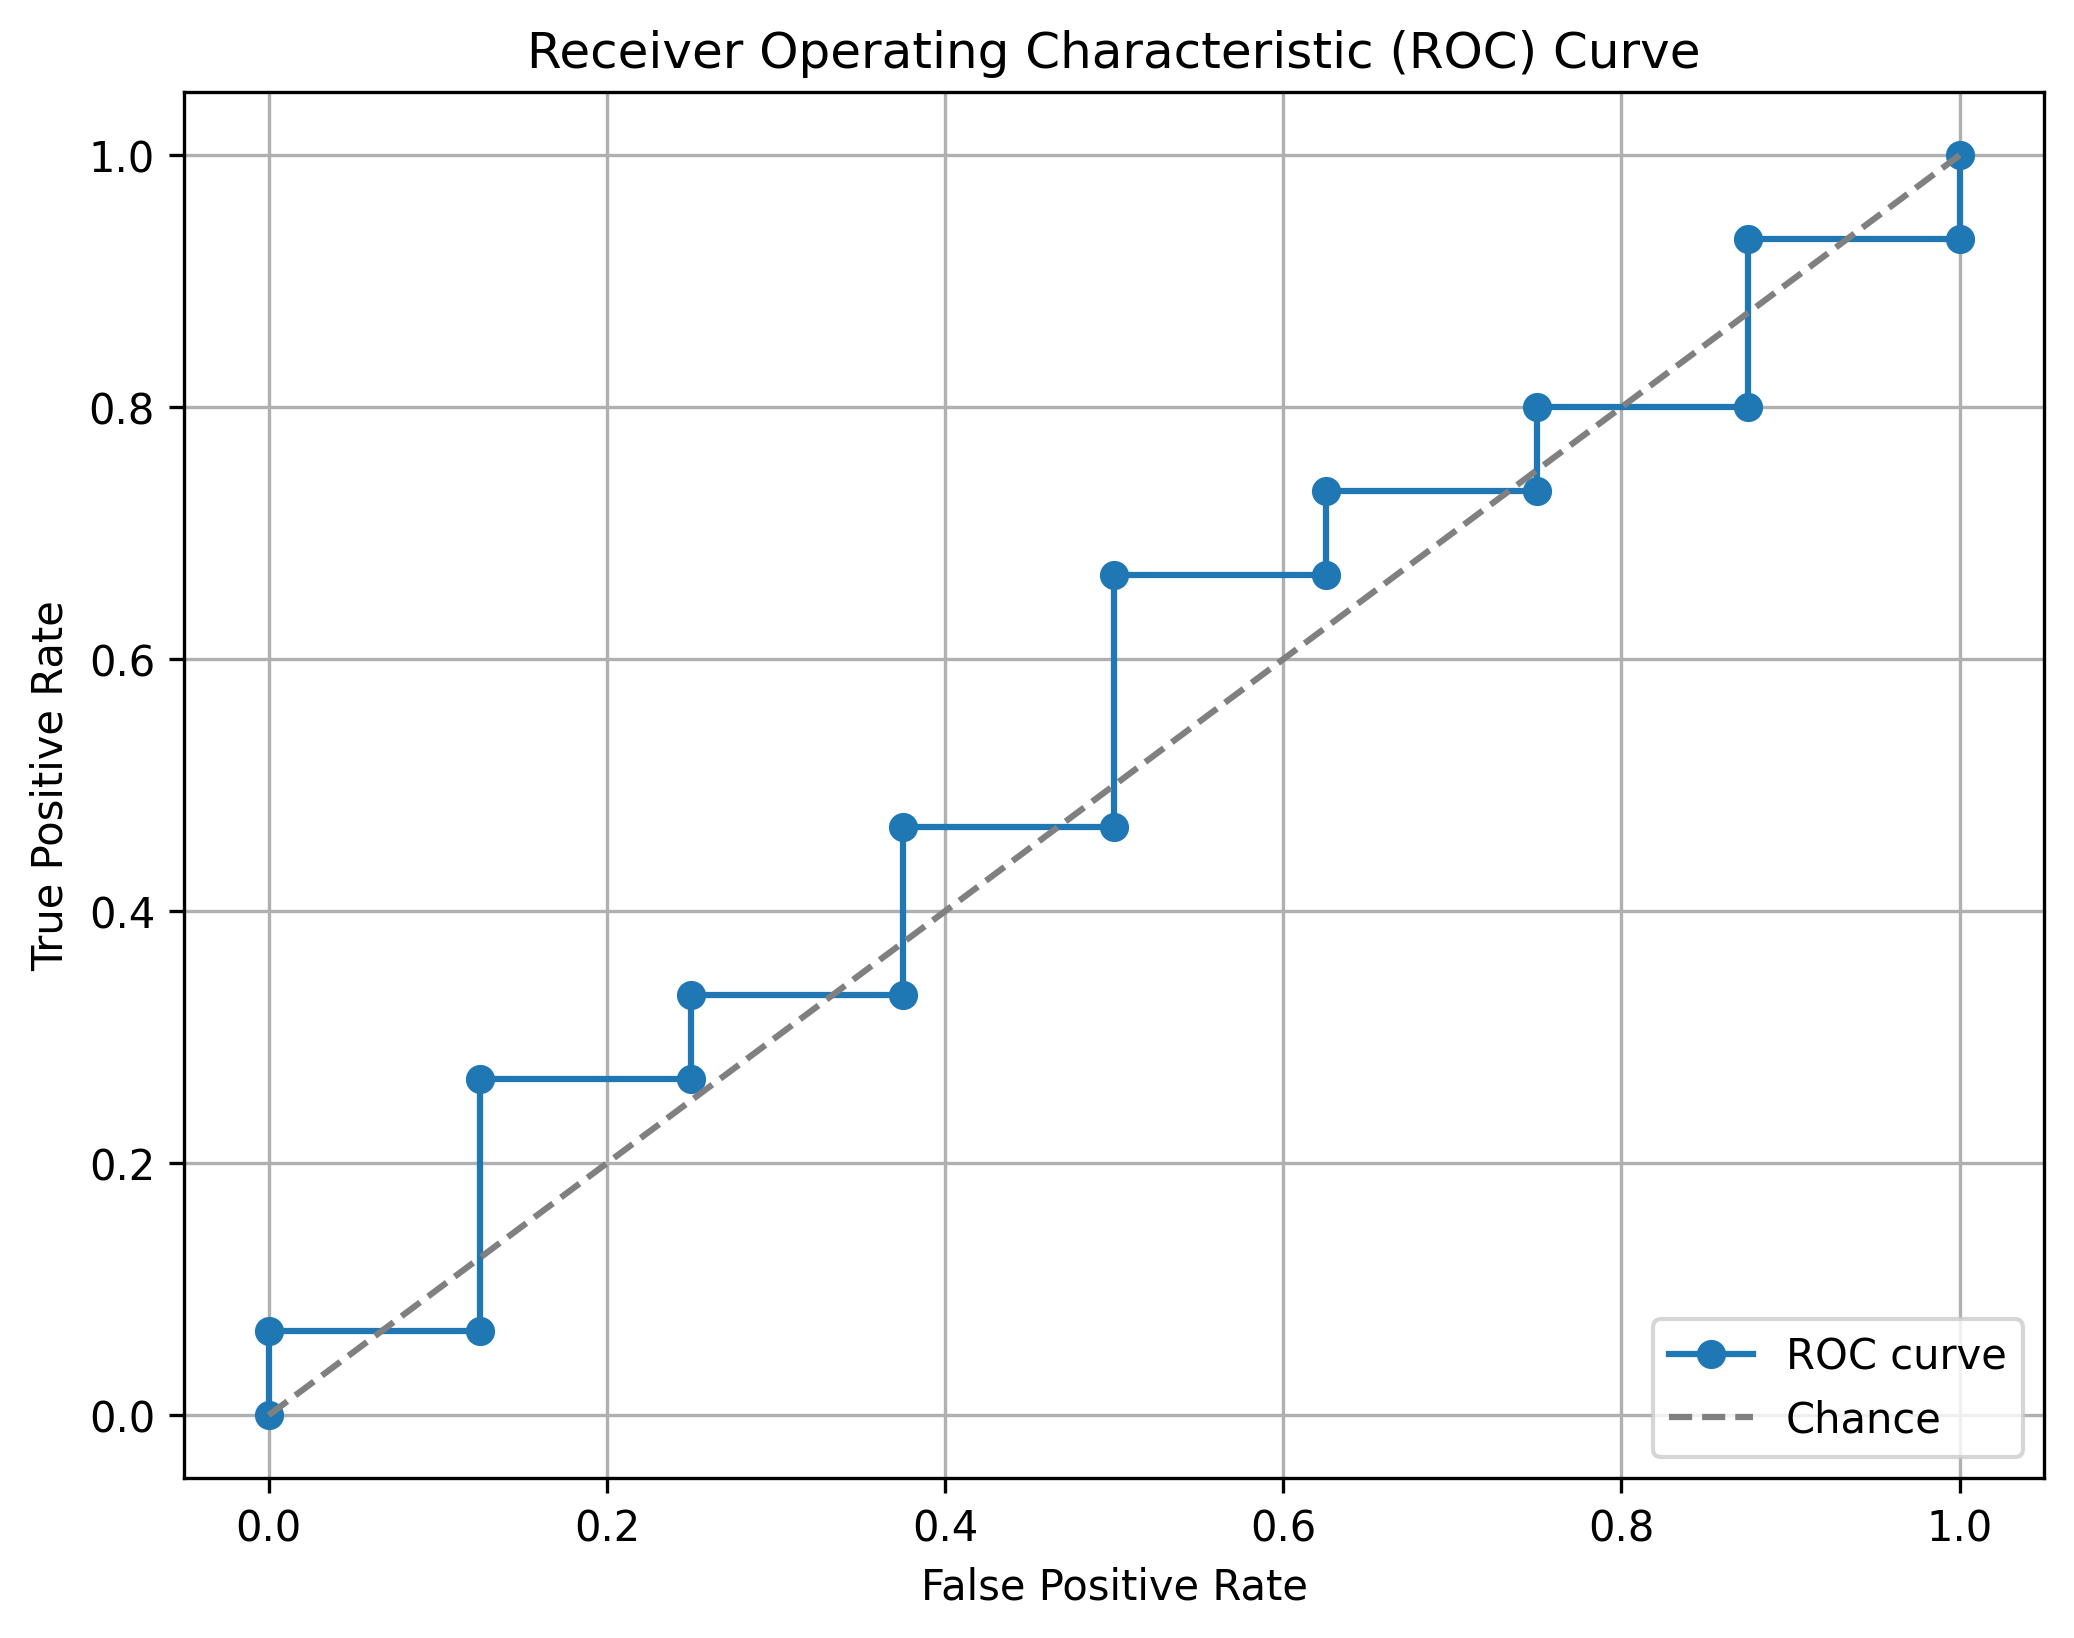 Receiver Operating Characteristic (ROC) Curve
1.0
0.8
0.6
0.4
0.2
0.0
True Positive Rate
0.0 0.2 0.4 0.6 0.8 1.0
False Positive Rate
ROC curve
Chance